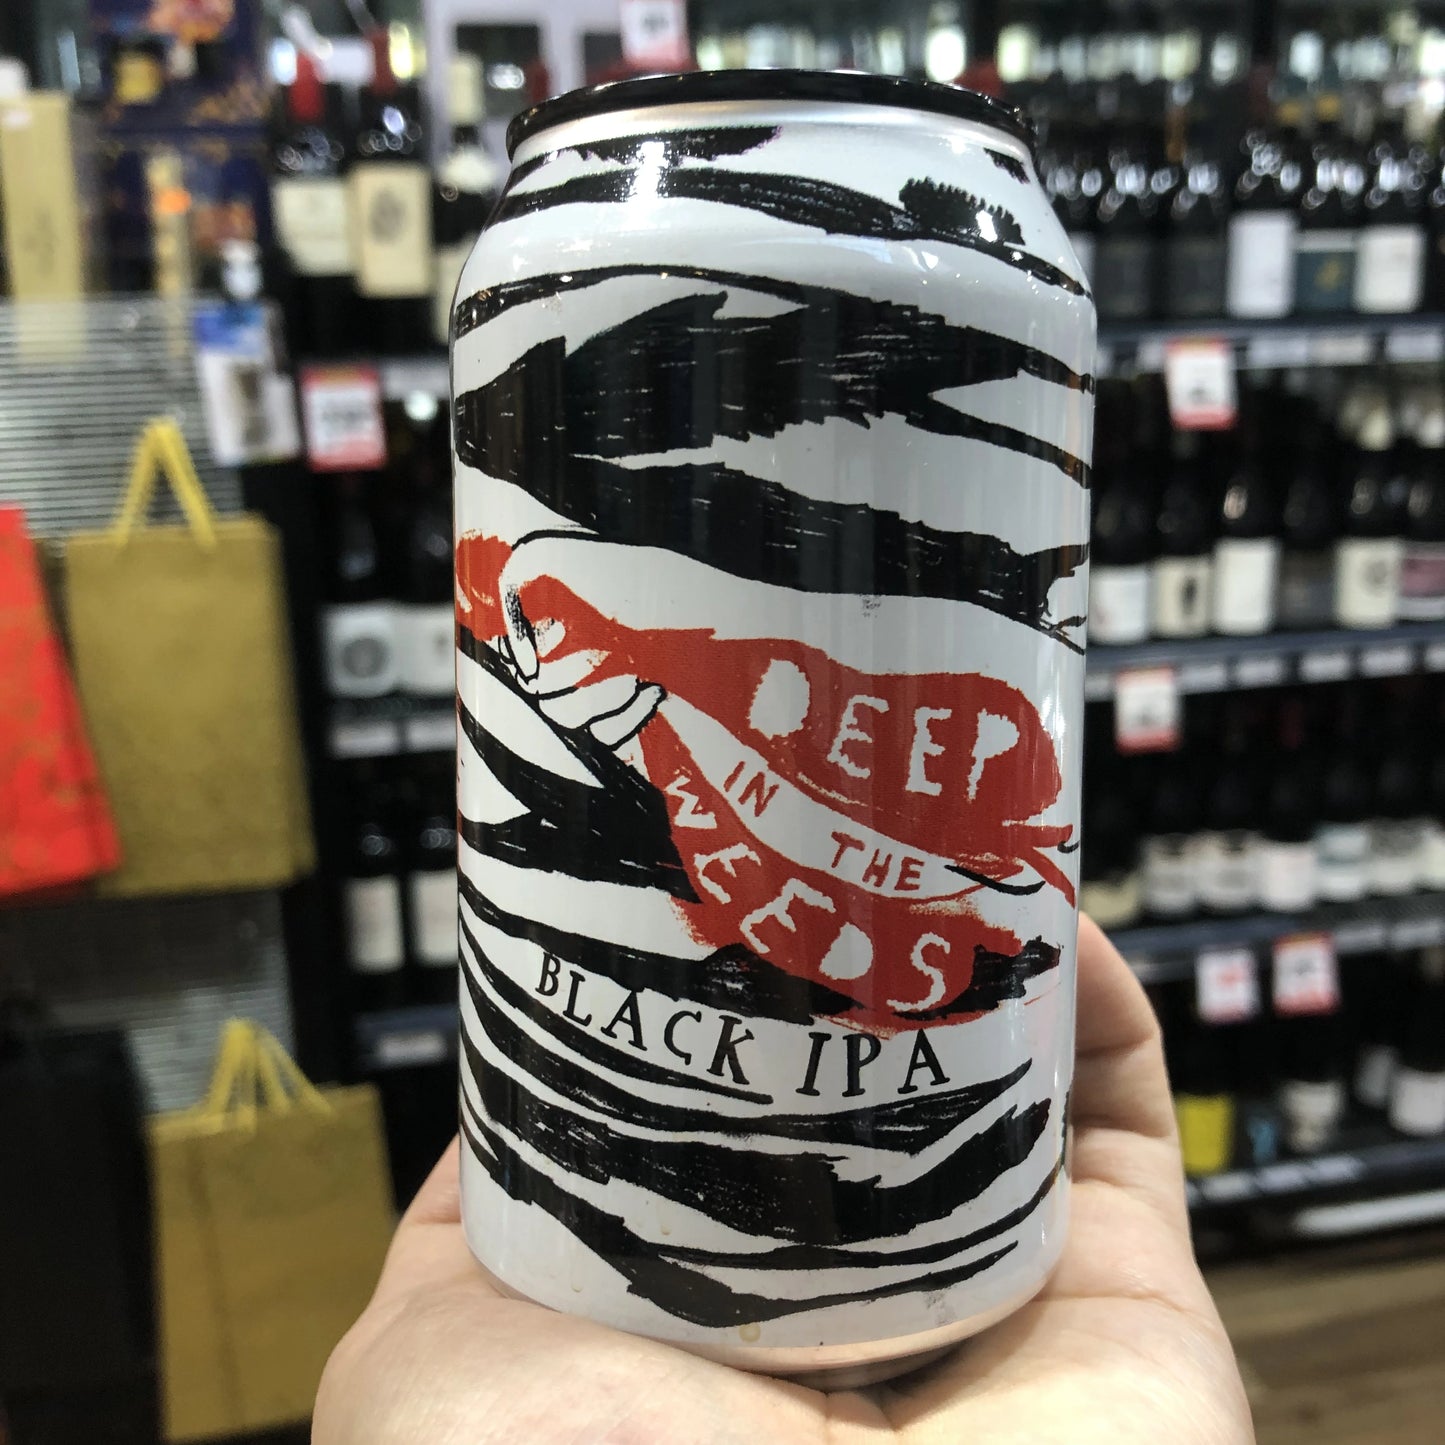 DEEP
IN THE
WEEDS
BLACK IPA